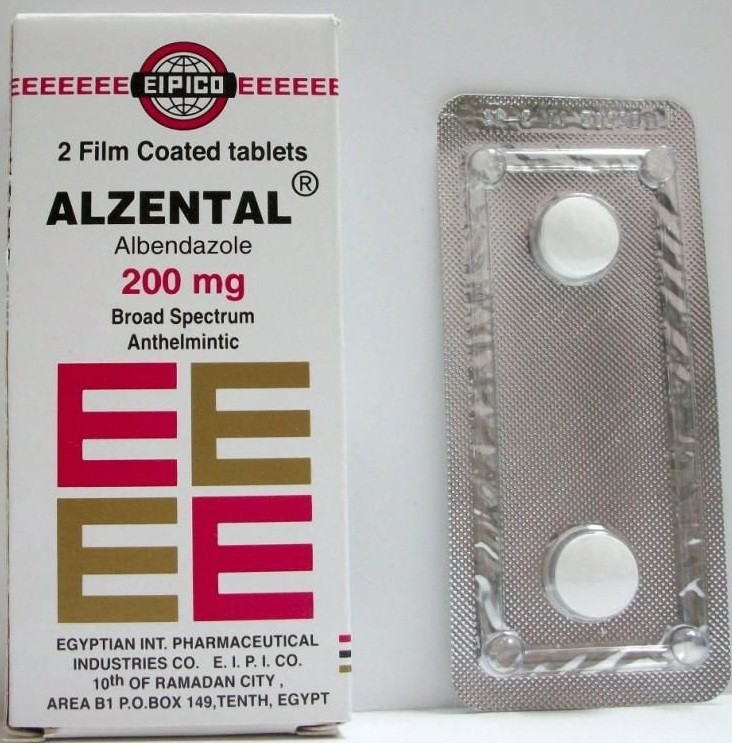 EEEEEEE EIPICO EEEEEE
2 Film Coated tablets
ALZENTAL®
Albendazole
200 mg
Broad Spectrum
Anthelmintic
E E
E E
EGYPTIAN INT. PHARMACEUTICAL
INDUSTRIES CO. E. I. P. I. CO.
10th OF RAMADAN CITY ,
AREA B1 P.O.BOX 149,TENTH, EGYPT